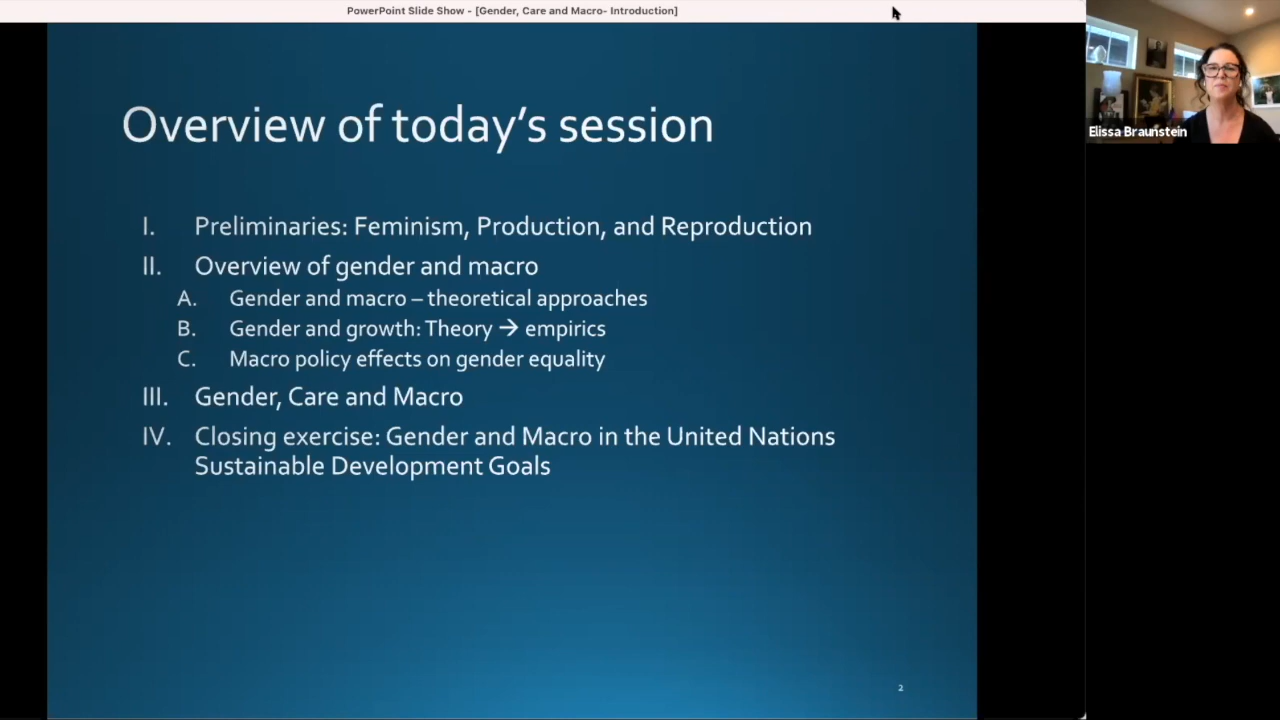 PowerPoint Slide Show - [Gender, Care and Macro- Introduction]
Elissa Braunstein
Overview of today's session
I. Preliminaries: Feminism, Production, and Reproduction
II. Overview of gender and macro
A. Gender and macro – theoretical approaches
B. Gender and growth: Theory → empirics
C. Macro policy effects on gender equality
III. Gender, Care and Macro
IV. Closing exercise: Gender and Macro in the United Nations
Sustainable Development Goals
2